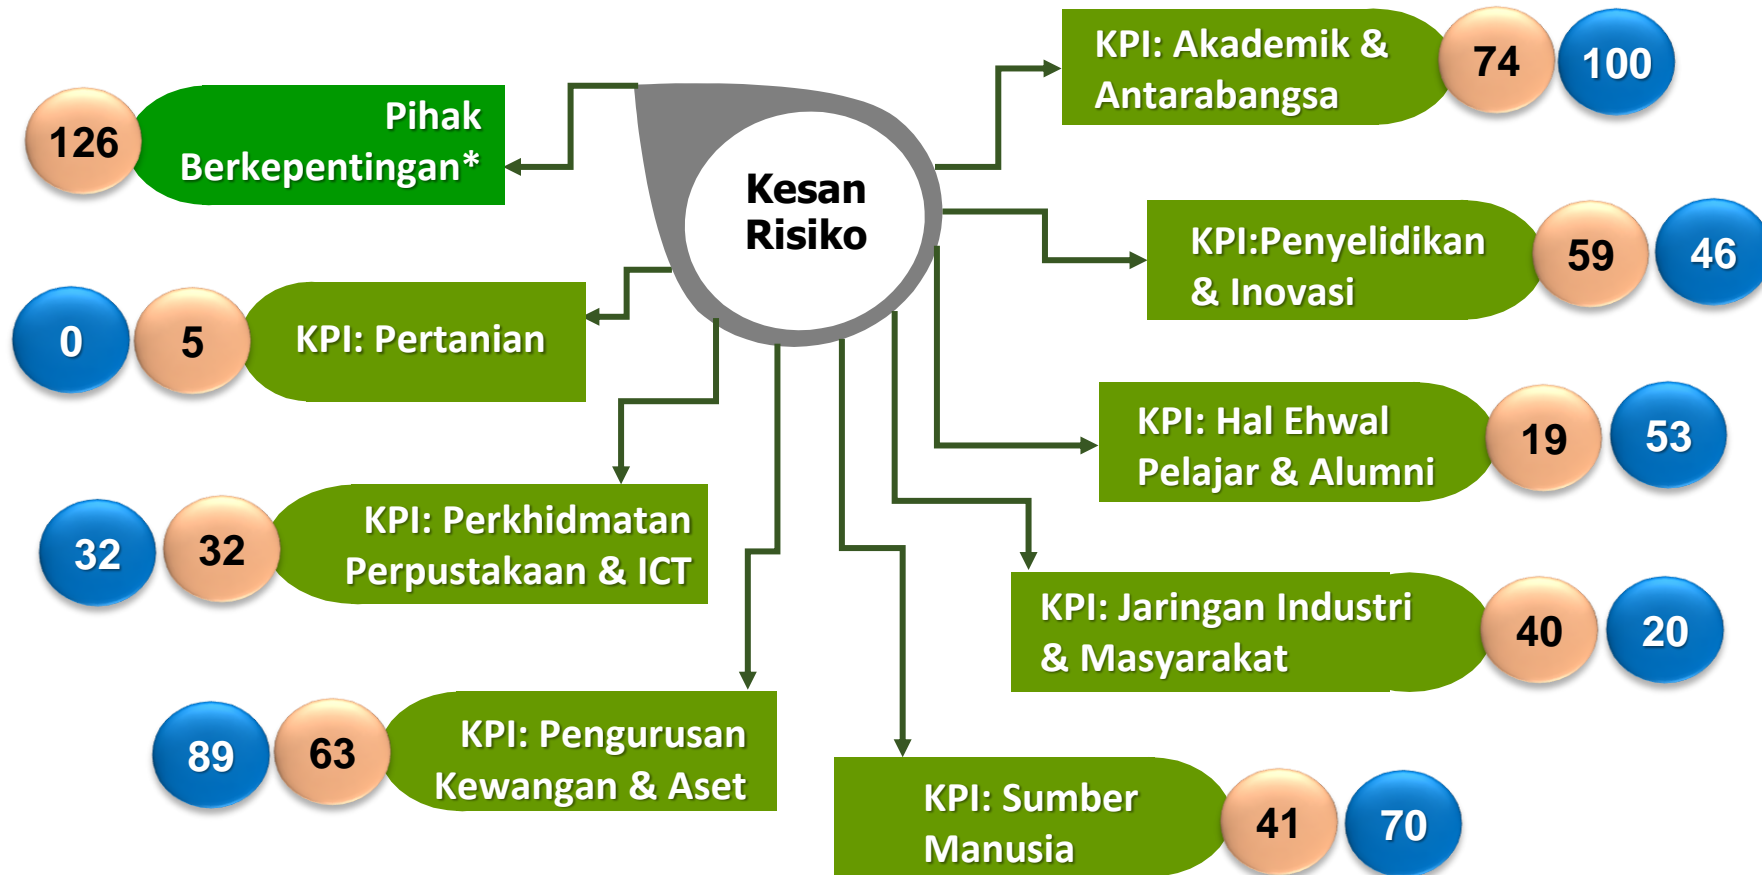 Kesan
Risiko
KPI: Akademik &
Antarabangsa
74
100
KPI:Penyelidikan
& Inovasi
59
46
KPI: Hal Ehwal
Pelajar & Alumni
19
53
KPI: Jaringan Industri
& Masyarakat
40
20
KPI: Sumber
Manusia
41
70
89
63
KPI: Pengurusan
Kewangan & Aset
32
32
KPI: Perkhidmatan
Perpustakaan & ICT
0
5
KPI: Pertanian
126
Pihak
Berkepentingan*